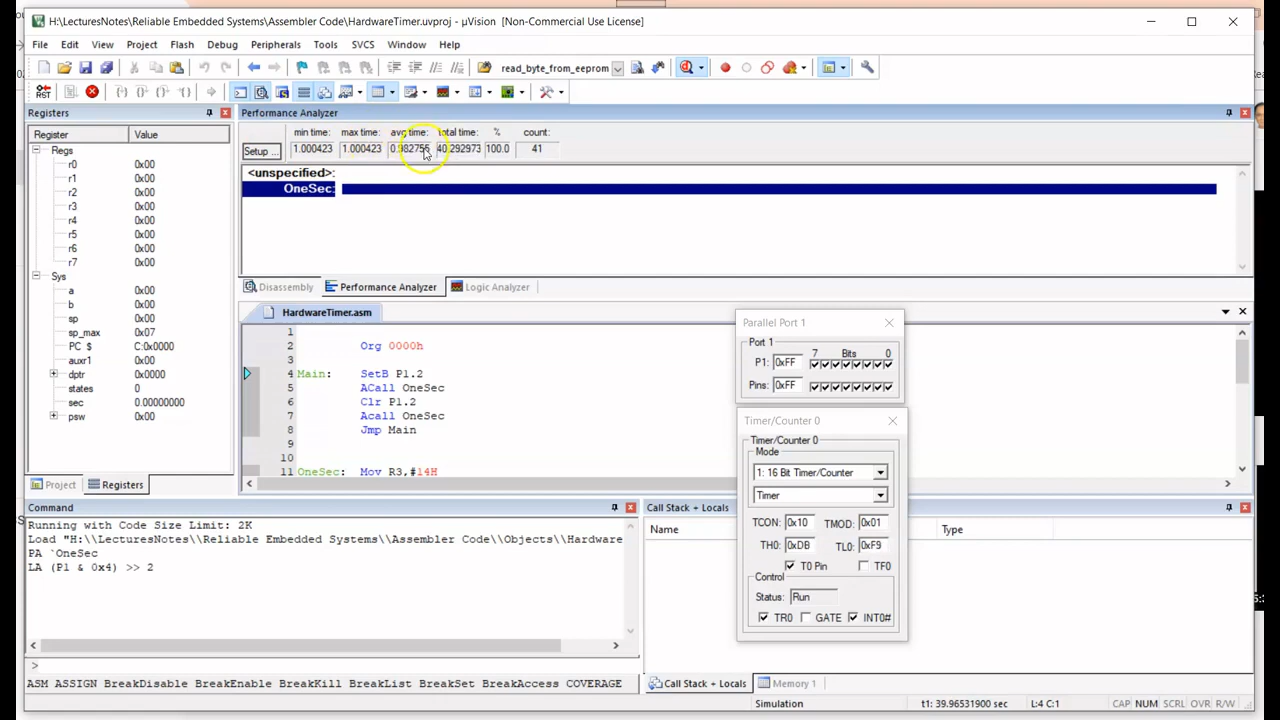 H:\LecturesNotes\Reliable Embedded Systems\Assembler Code\HardwareTimer.uvproj - µVision [Non-Commercial Use License]
File Edit View Project Flash Debug Peripherals Tools SVCS Window Help
read_byte_from_eeprom
RST
Registers
Register Value
Regs
r0 0x00
r1 0x00
r2 0x00
r3 0x00
r4 0x00
r5 0x00
r6 0x00
r7 0x00
Sys
a 0x00
b 0x00
sp 0x00
sp_max 0x07
PC $ C:0x0000
auxr1 0x00
dptr 0x0000
states 0
sec 0.00000000
psw 0x00
Project Registers
Performance Analyzer
min time: max time: avg time: total time: % count:
Setup ... 1.000423 1.000423 0.982755 40.292973 100.0 41
<unspecified>:
OneSec:
Disassembly Performance Analyzer Logic Analyzer
HardwareTimer.asm
1
2 Org 0000h
3
4 Main: SetB P1.2
5 ACall OneSec
6 Clr P1.2
7 Acall OneSec
8 Jmp Main
9
10
11 OneSec: Mov R3,#14H
Parallel Port 1
Port 1
7 Bits 0
P1: 0xFF
Pins: 0xFF
Timer/Counter 0
Timer/Counter 0
Mode
1: 16 Bit Timer/Counter
Timer
TCON: 0x10 TMOD: 0x01
TH0: 0xDB TL0: 0xF9
T0 Pin TF0
Control
Status: Run
TR0 GATE INT0#
Command
Running with Code Size Limit: 2K
Load "H:\\LecturesNotes\\Reliable Embedded Systems\\Assembler Code\\Objects\\Hardware
PA `OneSec
LA (P1 & 0x4) >> 2
>
ASM ASSIGN BreakDisable BreakEnable BreakKill BreakList BreakSet BreakAccess COVERAGE
Call Stack + Locals
Name Type
Call Stack + Locals Memory 1
Simulation t1: 39.96531900 sec L:4 C:1 CAP NUM SCRL OVR R/W